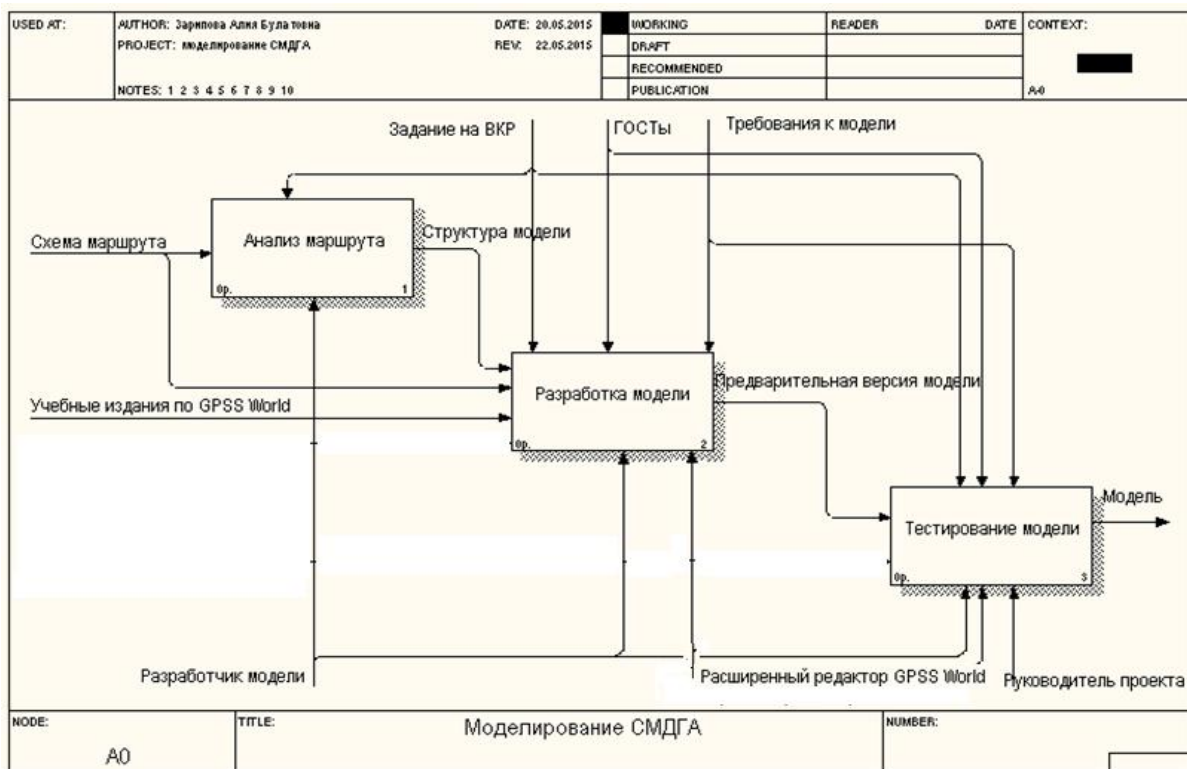 USED AT:
AUTHOR: Зарипова Алия Булатовна
DATE: 20.05.2015
PROJECT: моделирование СМДГА
REV: 22.05.2015
NOTES: 1 2 3 4 5 6 7 8 9 10
WORKING
DRAFT
RECOMMENDED
PUBLICATION
READER
DATE
CONTEXT:
A-0
Задание на ВКР
ГОСТы
Требования к модели
Схема маршрута
Анализ маршрута
0р.
1
Структура модели
Учебные издания по GPSS World
Разработка модели
0р.
2
Предварительная версия модели
Тестирование модели
0р.
3
Модель
Разработчик модели
Расширенный редактор GPSS World
Руководитель проекта
NODE:
A0
TITLE:
Моделирование СМДГА
NUMBER: